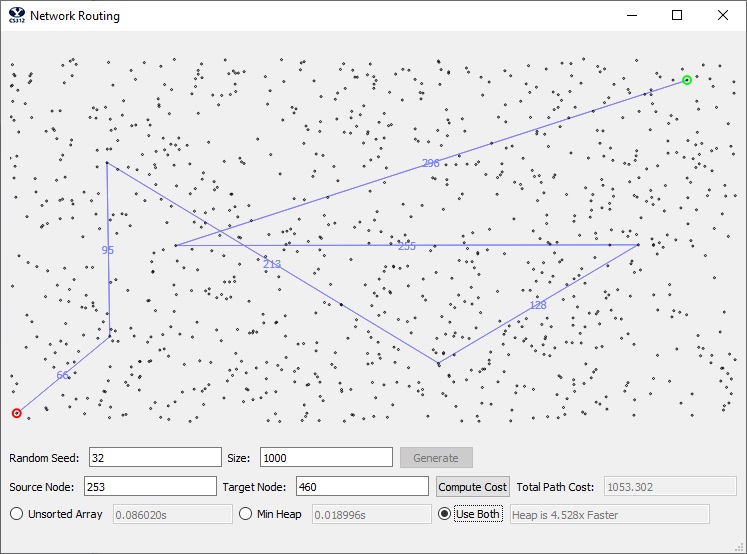 CS312 Network Routing
296
95
255
213
128
66
Random Seed: 32 Size: 1000 Generate
Source Node: 253 Target Node: 460 Compute Cost Total Path Cost: 1053.302
Unsorted Array 0.086020s Min Heap 0.018996s Use Both Heap is 4.528x Faster